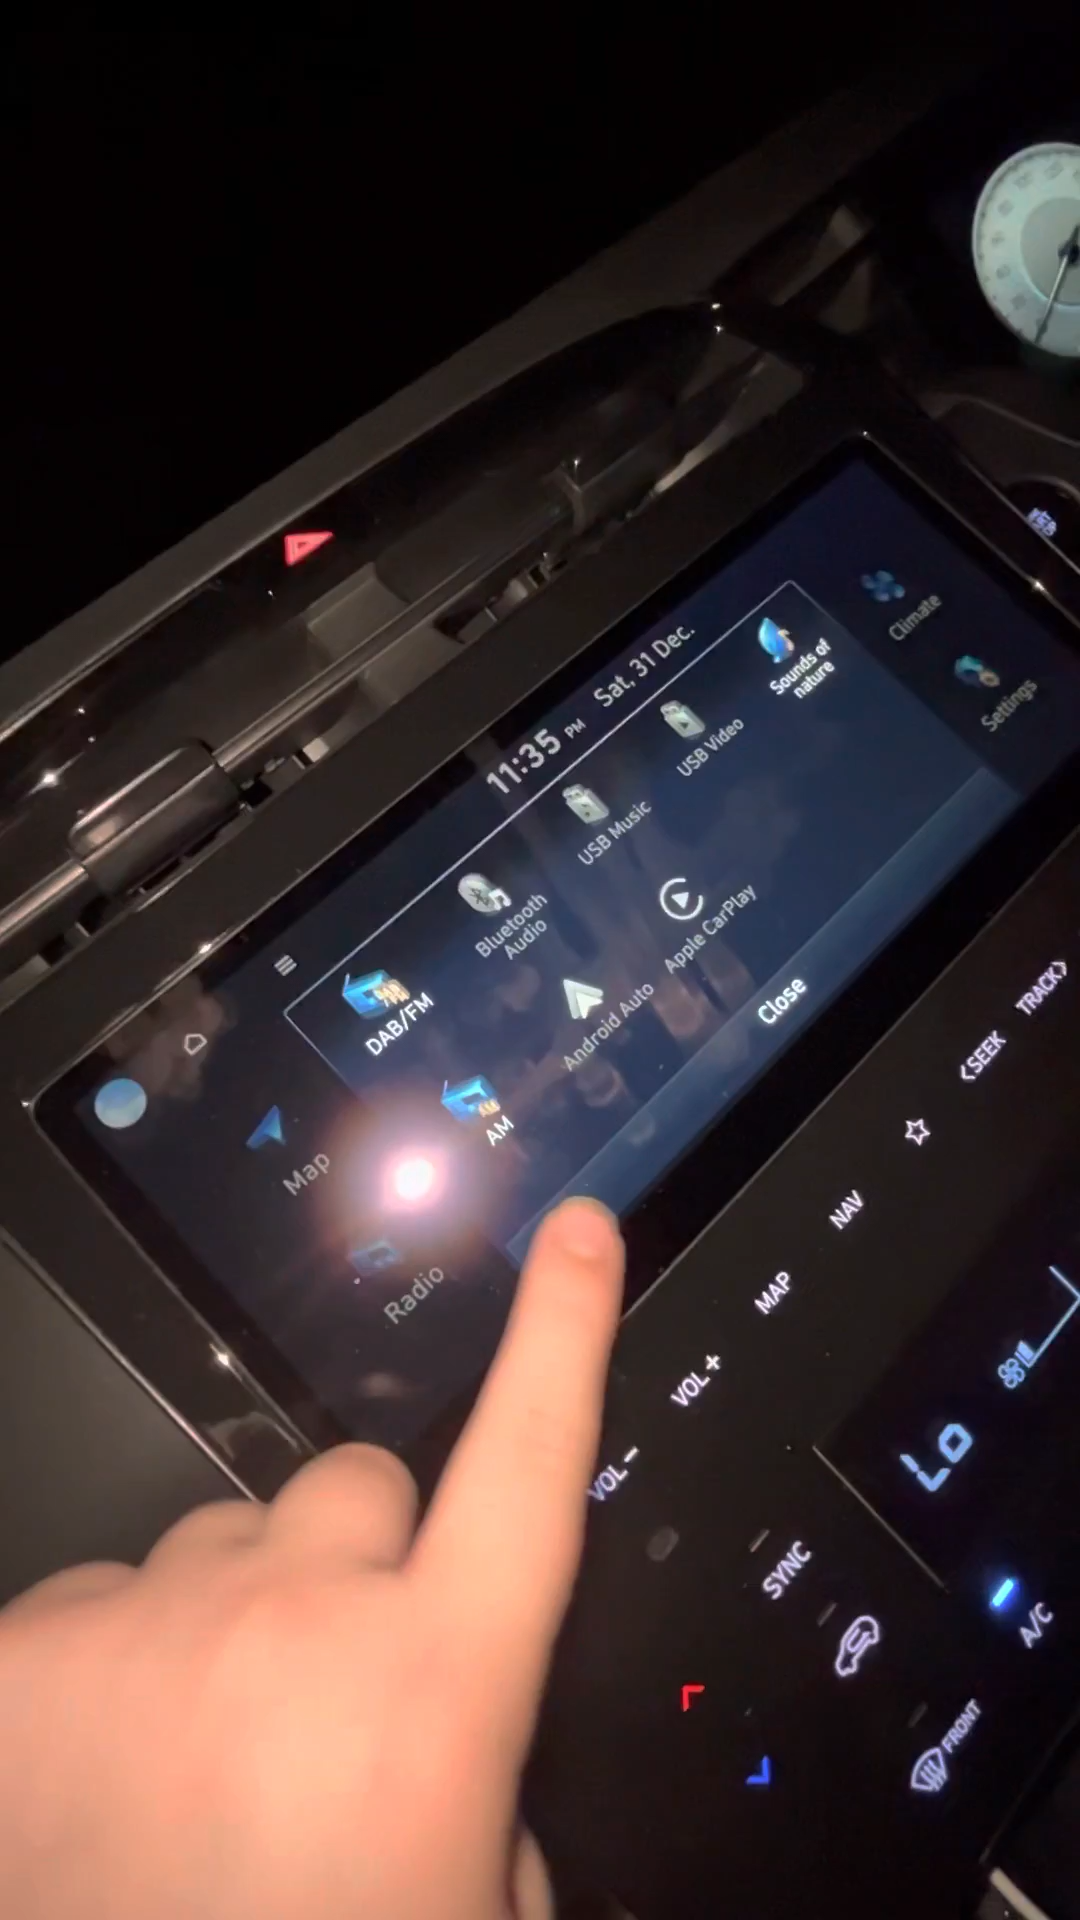 11:35 PM Sat, 31 Dec.
DAB/FM
Bluetooth
Audio
USB Music
USB Video
Sounds of
nature
AM
Android Auto
Apple CarPlay
Close
Map
Radio
Climate
Settings
VOL -
VOL +
MAP
NAV
☆
<SEEK
TRACK>
Lo
SYNC
A/C
FRONT